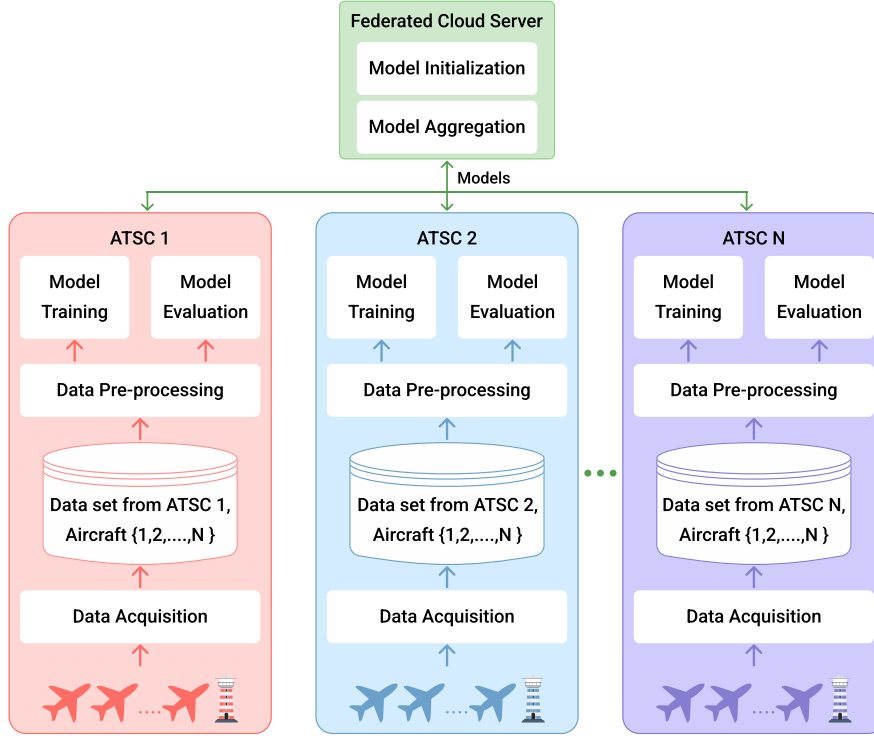 Federated Cloud Server
Model Initialization
Model Aggregation
Models
ATSC 1
Model
Training
Model
Evaluation
Data Pre-processing
Data set from ATSC 1,
Aircraft {1,2,....,N }
Data Acquisition
.....
ATSC 2
Model
Training
Model
Evaluation
Data Pre-processing
Data set from ATSC 2,
Aircraft {1,2,....,N }
Data Acquisition
.....
ATSC N
Model
Training
Model
Evaluation
Data Pre-processing
Data set from ATSC N,
Aircraft {1,2,....,N }
Data Acquisition
.....